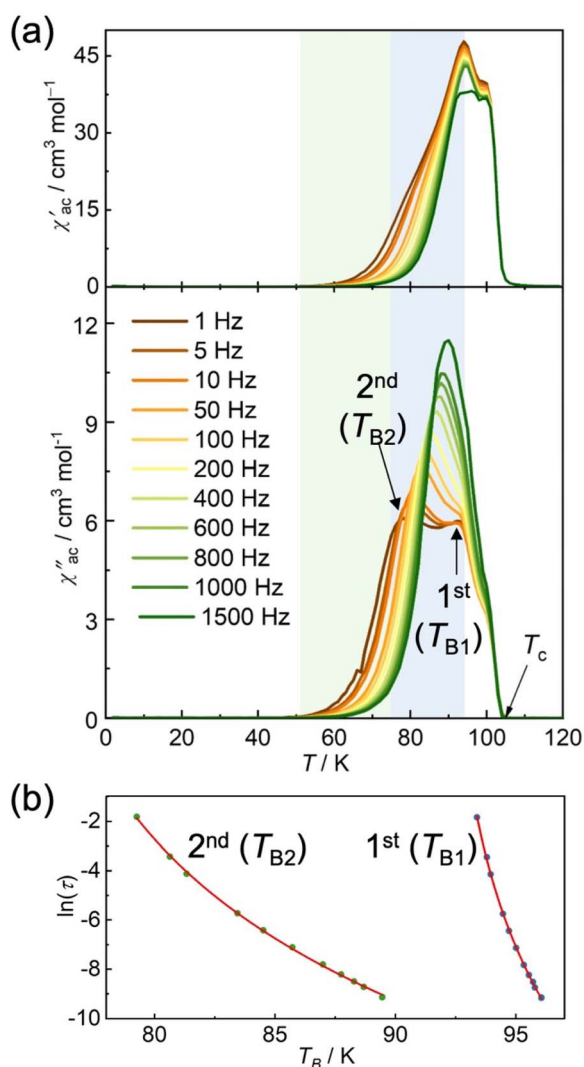 (a)
χ′ac / cm³ mol⁻¹
45
30
15
0
χ″ac / cm³ mol⁻¹
12
9
6
3
0
1 Hz
5 Hz
10 Hz
50 Hz
100 Hz
200 Hz
400 Hz
600 Hz
800 Hz
1000 Hz
1500 Hz
2nd
(TB2)
1st
(TB1)
Tc
0 20 40 60 80 100 120
T / K
(b)
ln(τ)
-2
-4
-6
-8
-10
2nd (TB2) 1st (TB1)
80 85 90 95
TB / K